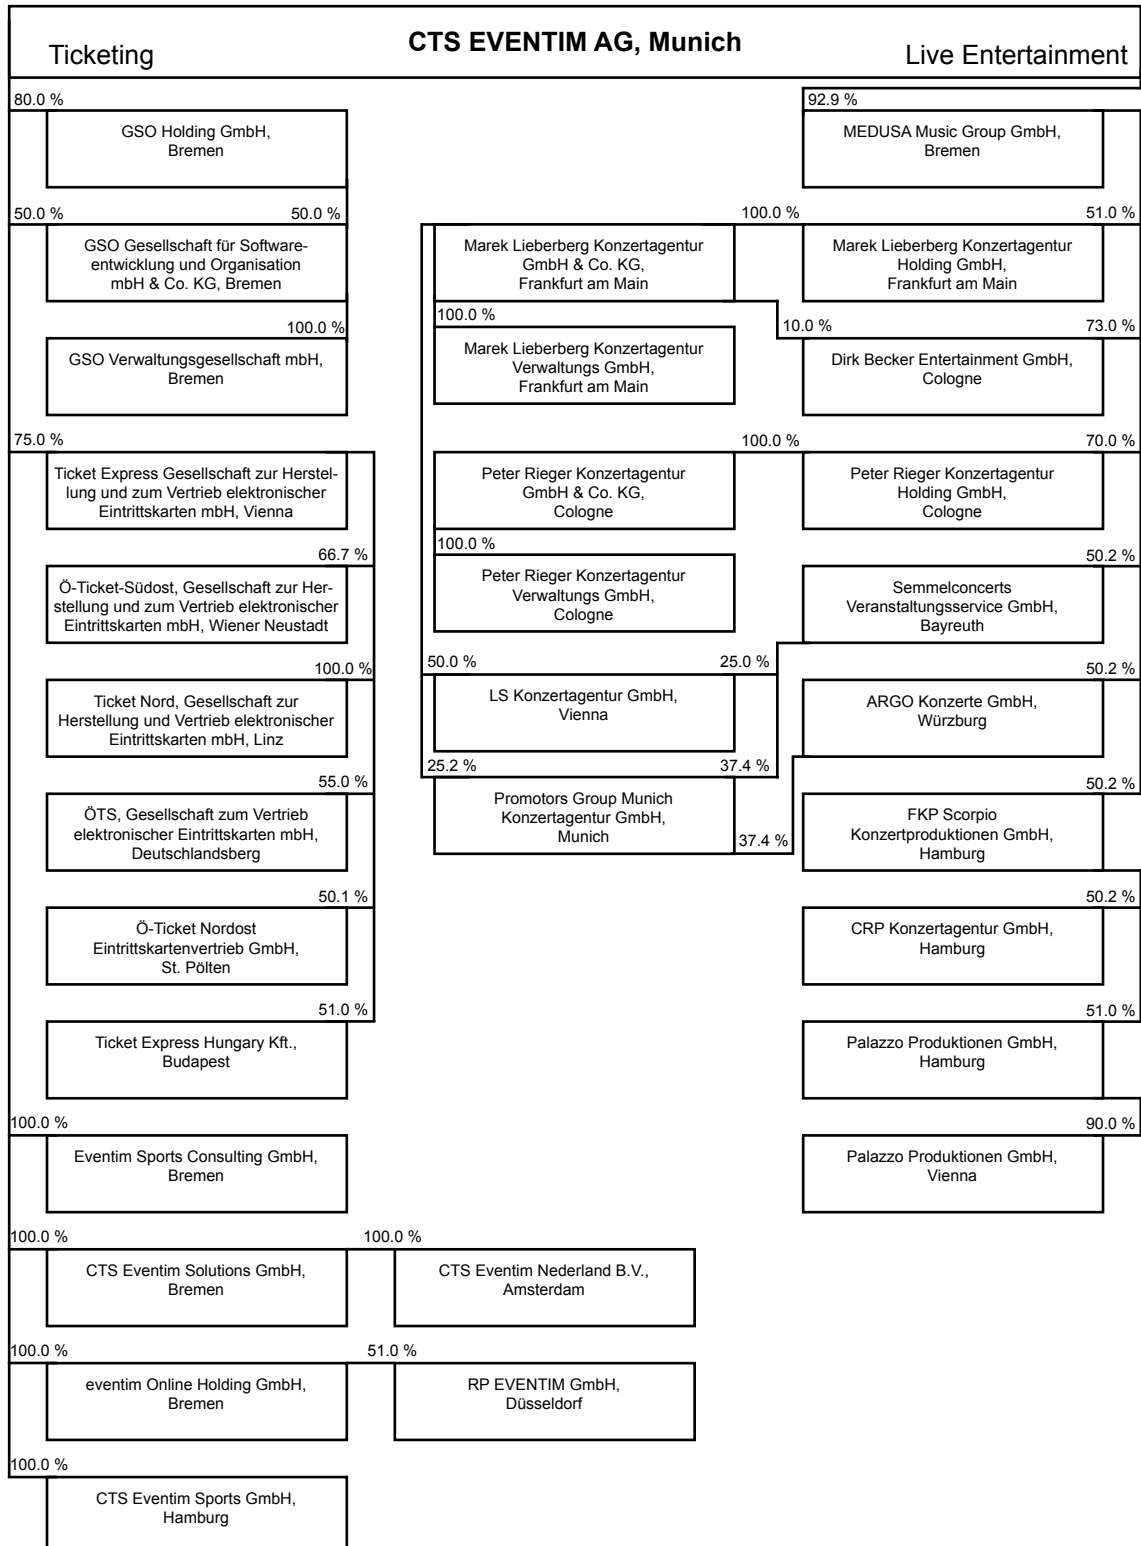 CTS EVENTIM AG, Munich
Ticketing
Live Entertainment
80.0 %
GSO Holding GmbH,
Bremen
50.0 %
50.0 %
GSO Gesellschaft für Software-
entwicklung und Organisation
mbH & Co. KG, Bremen
100.0 %
GSO Verwaltungsgesellschaft mbH,
Bremen
75.0 %
Ticket Express Gesellschaft zur Herstel-
lung und zum Vertrieb elektronischer
Eintrittskarten mbH, Vienna
66.7 %
Ö-Ticket-Südost, Gesellschaft zur Her-
stellung und zum Vertrieb elektronischer
Eintrittskarten mbH, Wiener Neustadt
100.0 %
Ticket Nord, Gesellschaft zur
Herstellung und Vertrieb elektronischer
Eintrittskarten mbH, Linz
55.0 %
ÖTS, Gesellschaft zum Vertrieb
elektronischer Eintrittskarten mbH,
Deutschlandsberg
50.1 %
Ö-Ticket Nordost
Eintrittskartenvertrieb GmbH,
St. Pölten
51.0 %
Ticket Express Hungary Kft.,
Budapest
100.0 %
Eventim Sports Consulting GmbH,
Bremen
100.0 %
CTS Eventim Solutions GmbH,
Bremen
100.0 %
CTS Eventim Nederland B.V.,
Amsterdam
100.0 %
eventim Online Holding GmbH,
Bremen
51.0 %
RP EVENTIM GmbH,
Düsseldorf
100.0 %
CTS Eventim Sports GmbH,
Hamburg
100.0 %
Marek Lieberberg Konzertagentur
GmbH & Co. KG,
Frankfurt am Main
100.0 %
Marek Lieberberg Konzertagentur
Verwaltungs GmbH,
Frankfurt am Main
100.0 %
Peter Rieger Konzertagentur
GmbH & Co. KG,
Cologne
100.0 %
Peter Rieger Konzertagentur
Verwaltungs GmbH,
Cologne
50.0 %
25.0 %
LS Konzertagentur GmbH,
Vienna
25.2 %
37.4 %
Promotors Group Munich
Konzertagentur GmbH,
Munich
37.4 %
92.9 %
MEDUSA Music Group GmbH,
Bremen
51.0 %
Marek Lieberberg Konzertagentur
Holding GmbH,
Frankfurt am Main
10.0 %
73.0 %
Dirk Becker Entertainment GmbH,
Cologne
70.0 %
Peter Rieger Konzertagentur
Holding GmbH,
Cologne
50.2 %
Semmelconcerts
Veranstaltungsservice GmbH,
Bayreuth
50.2 %
ARGO Konzerte GmbH,
Würzburg
50.2 %
FKP Scorpio
Konzertproduktionen GmbH,
Hamburg
50.2 %
CRP Konzertagentur GmbH,
Hamburg
51.0 %
Palazzo Produktionen GmbH,
Hamburg
90.0 %
Palazzo Produktionen GmbH,
Vienna